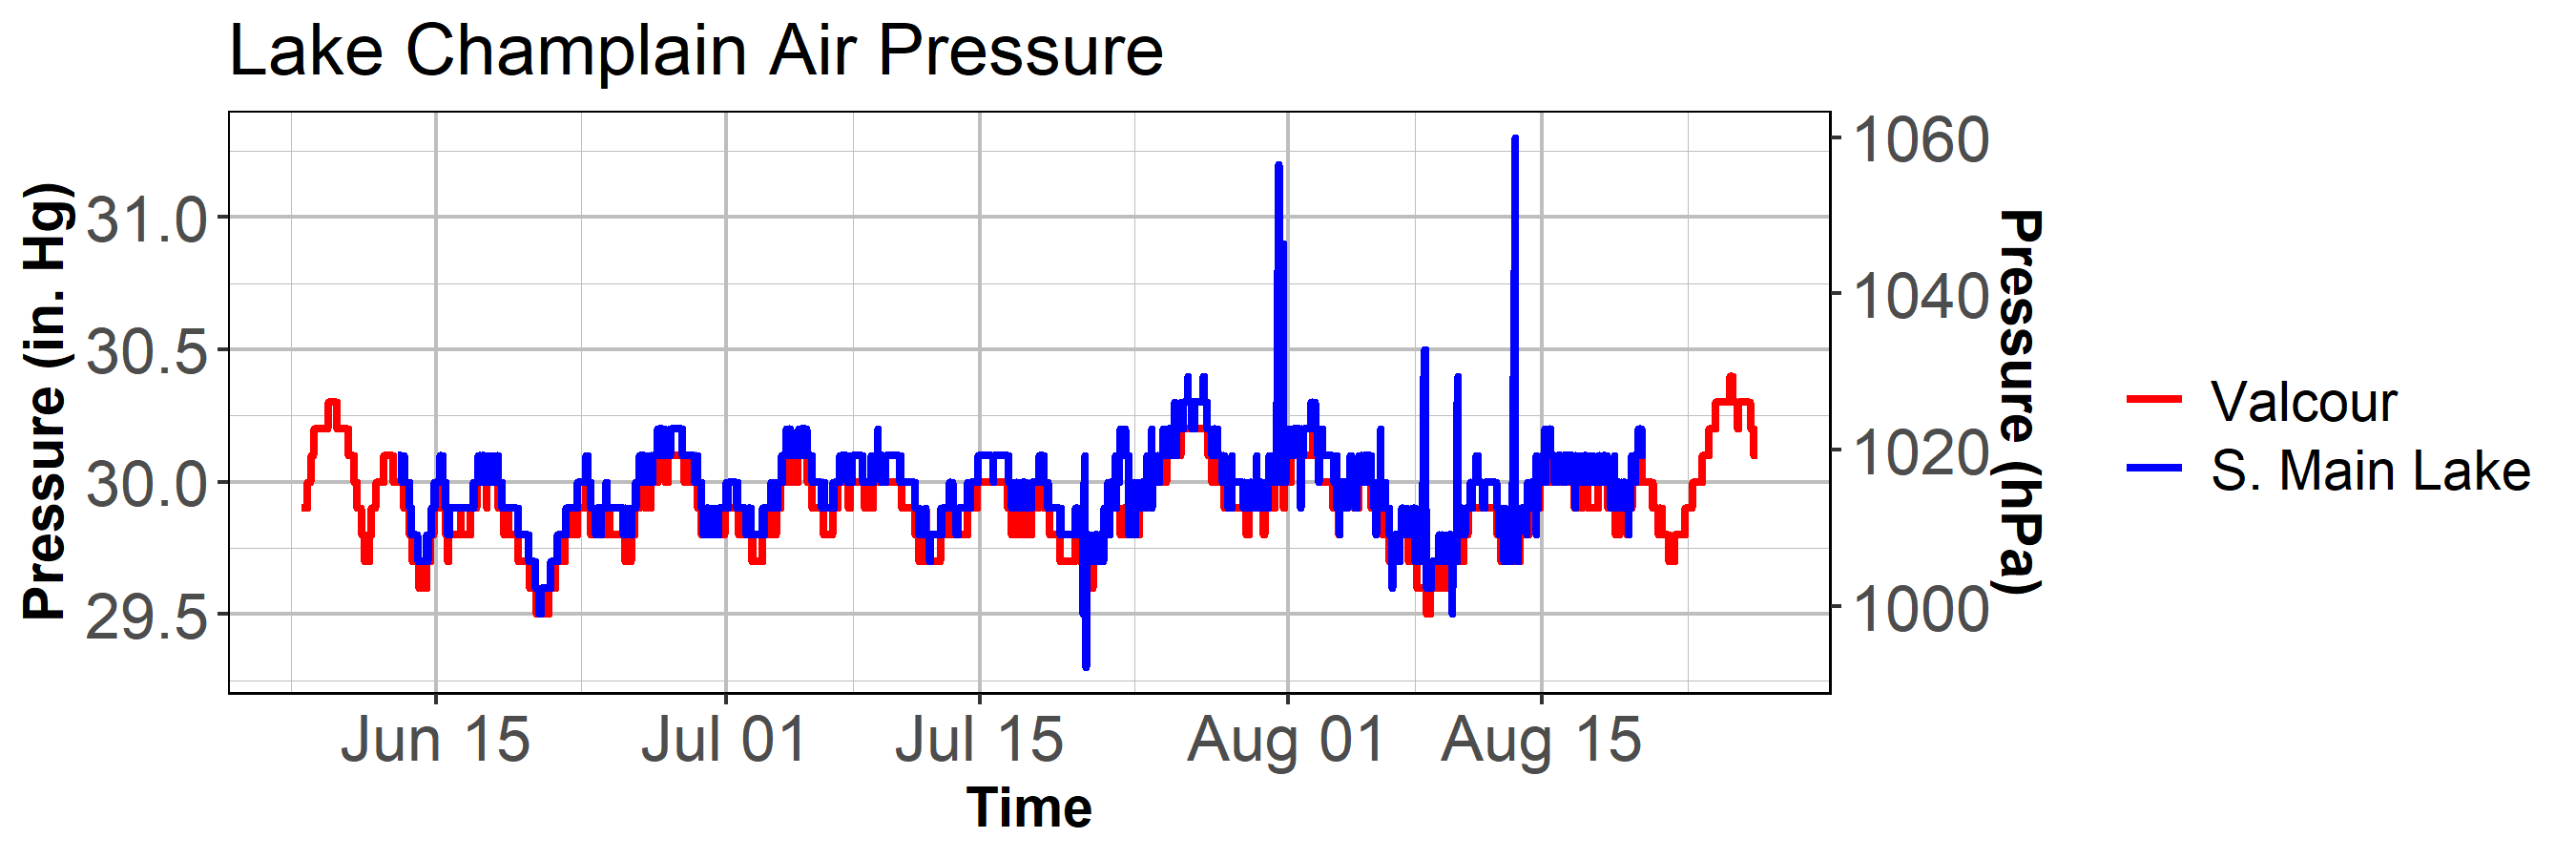 Lake Champlain Air Pressure
Pressure (in. Hg)
31.0
30.5
30.0
29.5
1060
1040
1020
1000
Pressure (hPa)
Jun 15
Jul 01
Jul 15
Aug 01
Aug 15
Time
Valcour
S. Main Lake